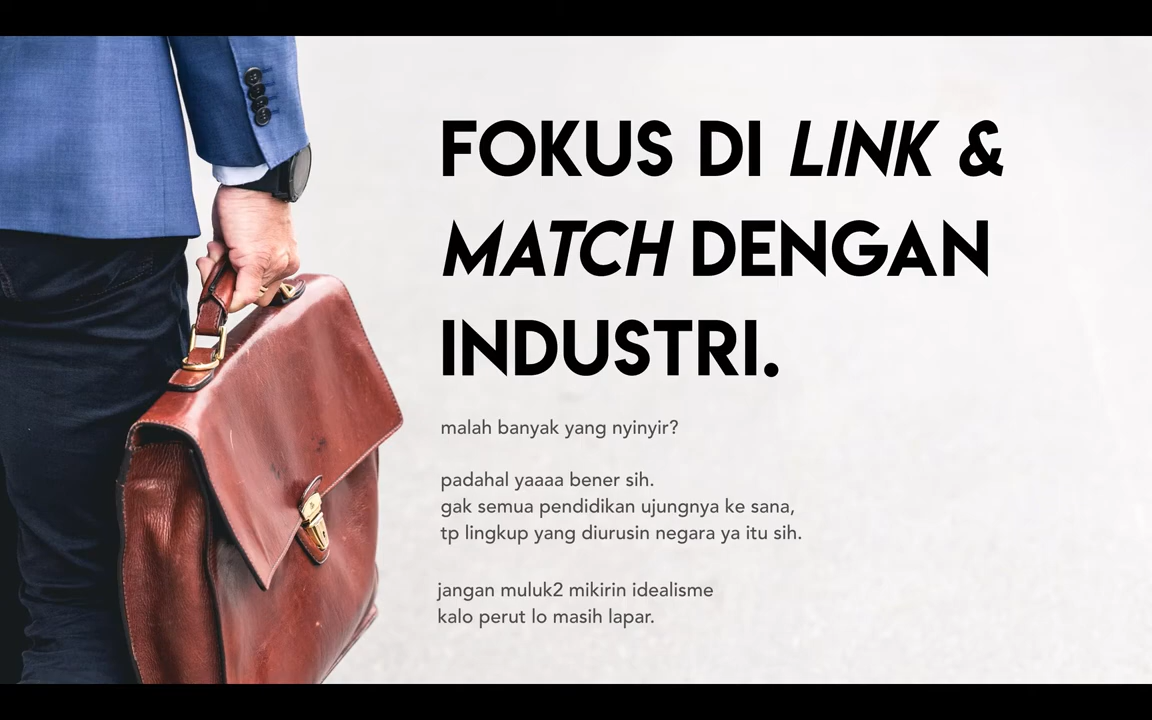 FOKUS DI LINK &
MATCH DENGAN
INDUSTRI.
malah banyak yang nyinyir?
padahal yaaaa bener sih.
gak semua pendidikan ujungnya ke sana,
tp lingkup yang diurusin negara ya itu sih.
jangan muluk2 mikirin idealisme
kalo perut lo masih lapar.